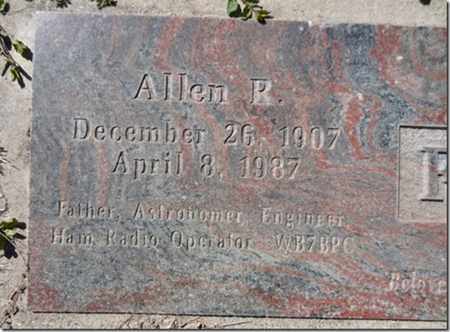 Allen R.
December 26, 1907
April 8, 1987
Father, Astronomer, Engineer
Ham Radio Operator WB7BPC